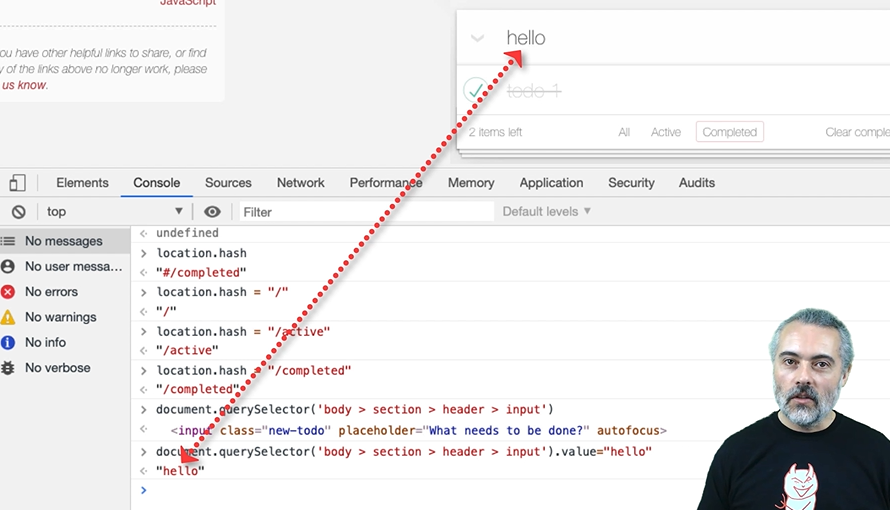 JavaScript
ou have other helpful links to share, or find
y of the links above no longer work, please
us know.
hello
todo-1
2 items left All Active Completed Clear comple
Elements Console Sources Network Performance Memory Application Security Audits
top Filter Default levels
No messages
No user messa...
No errors
No warnings
No info
No verbose
undefined
location.hash
"#/completed"
location.hash = "/"
"/"
location.hash = "/active"
"/active"
location.hash = "/completed"
"/completed"
document.querySelector('body > section > header > input')
<input class="new-todo" placeholder="What needs to be done?" autofocus>
document.querySelector('body > section > header > input').value="hello"
"hello"